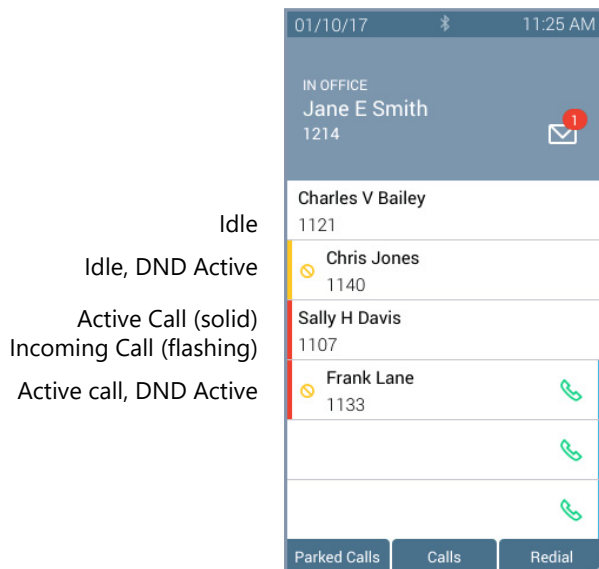 01/10/17 11:25 AM
IN OFFICE
Jane E Smith
1214
1
Charles V Bailey
Idle
1121
Chris Jones
Idle, DND Active
1140
Active Call (solid)
Sally H Davis
Incoming Call (flashing)
1107
Frank Lane
Active call, DND Active
1133
Parked Calls Calls Redial